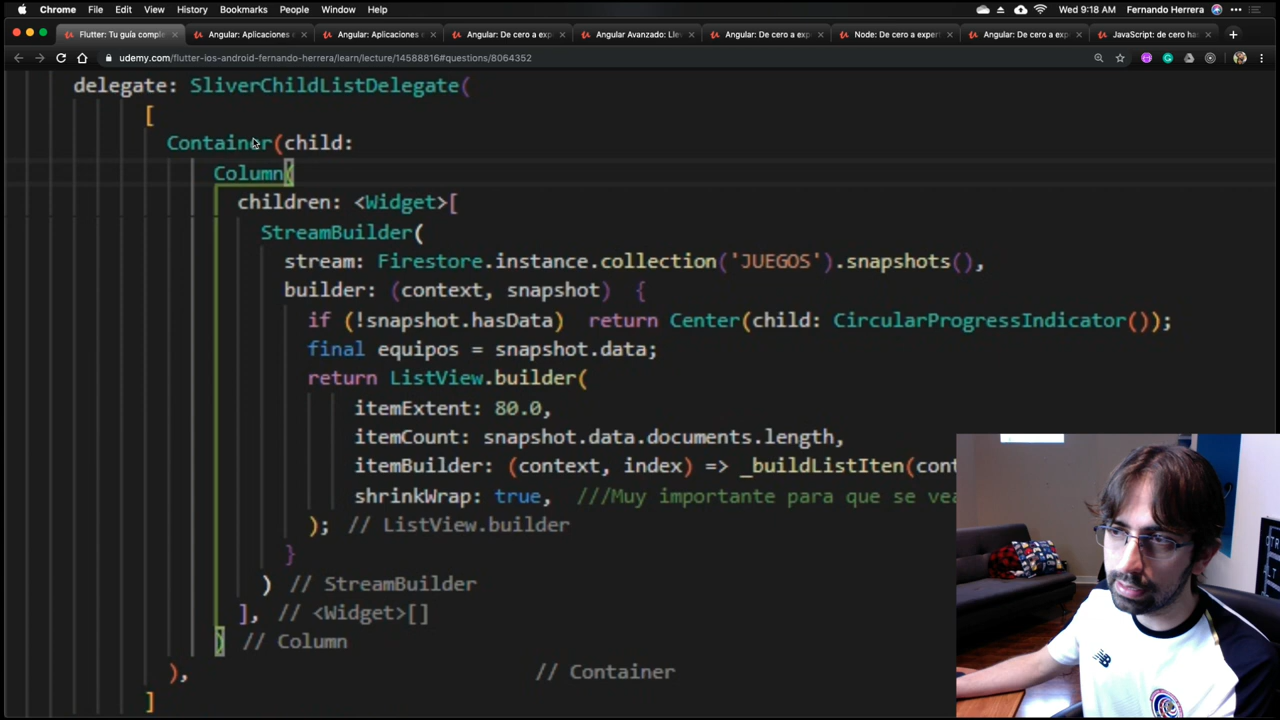 Chrome File Edit View History Bookmarks People Window Help Wed 9:18 AM Fernando Herrera
Flutter: Tu guía comple Angular: Aplicaciones Angular: Aplicaciones Angular: De cero a exp Angular Avanzado: Lle Angular: De cero a exp Node: De cero a exper Angular: De cero a exp JavaScript: de cero ha
udemy.com/flutter-ios-android-fernando-herrera/learn/lecture/14588816#questions/8064352
delegate: SliverChildListDelegate(
[
Container(child:
Column(
children: <Widget>[
StreamBuilder(
stream: Firestore.instance.collection('JUEGOS').snapshots(),
builder: (context, snapshot) {
if (!snapshot.hasData) return Center(child: CircularProgressIndicator());
final equipos = snapshot.data;
return ListView.builder(
itemExtent: 80.0,
itemCount: snapshot.data.documents.length,
itemBuilder: (context, index) => _buildListIten(cont
shrinkWrap: true, ///Muy importante para que se vea
); // ListView.builder
}
) // StreamBuilder
], // <Widget>[]
) // Column
), // Container
]